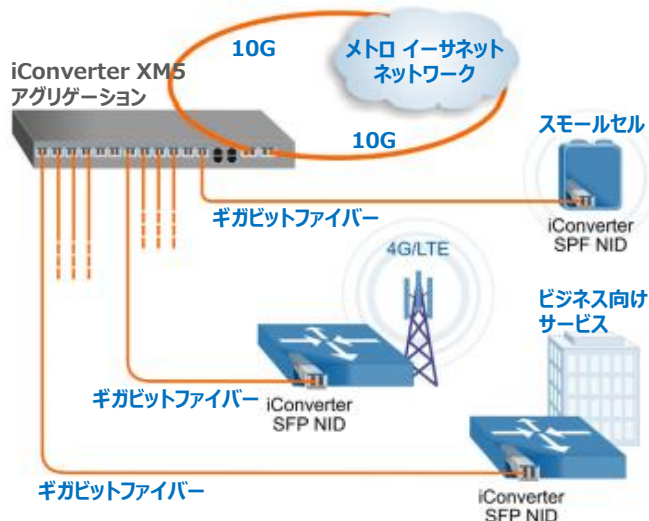 10G
メトロ イーサネット
ネットワーク
iConverter XM5
アグリゲーション
10G
スモールセル
ギガビットファイバー
iConverter
SPF NID
4G/LTE
ビジネス向け
サービス
ギガビットファイバー
iConverter
SFP NID
ギガビットファイバー
iConverter
SFP NID